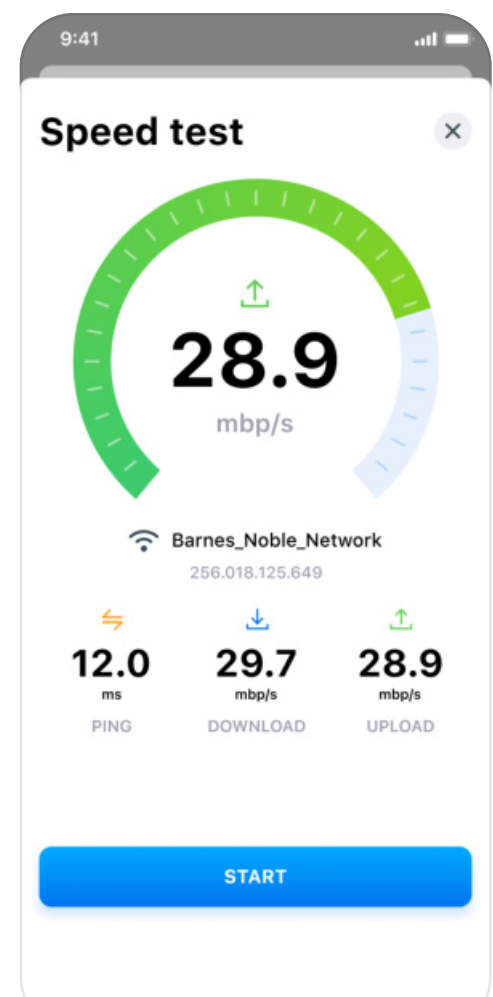 9:41
Speed test
28.9
mbp/s
Barnes_Noble_Network
256.018.125.649
12.0 29.7 28.9
ms mbp/s mbp/s
PING DOWNLOAD UPLOAD
START